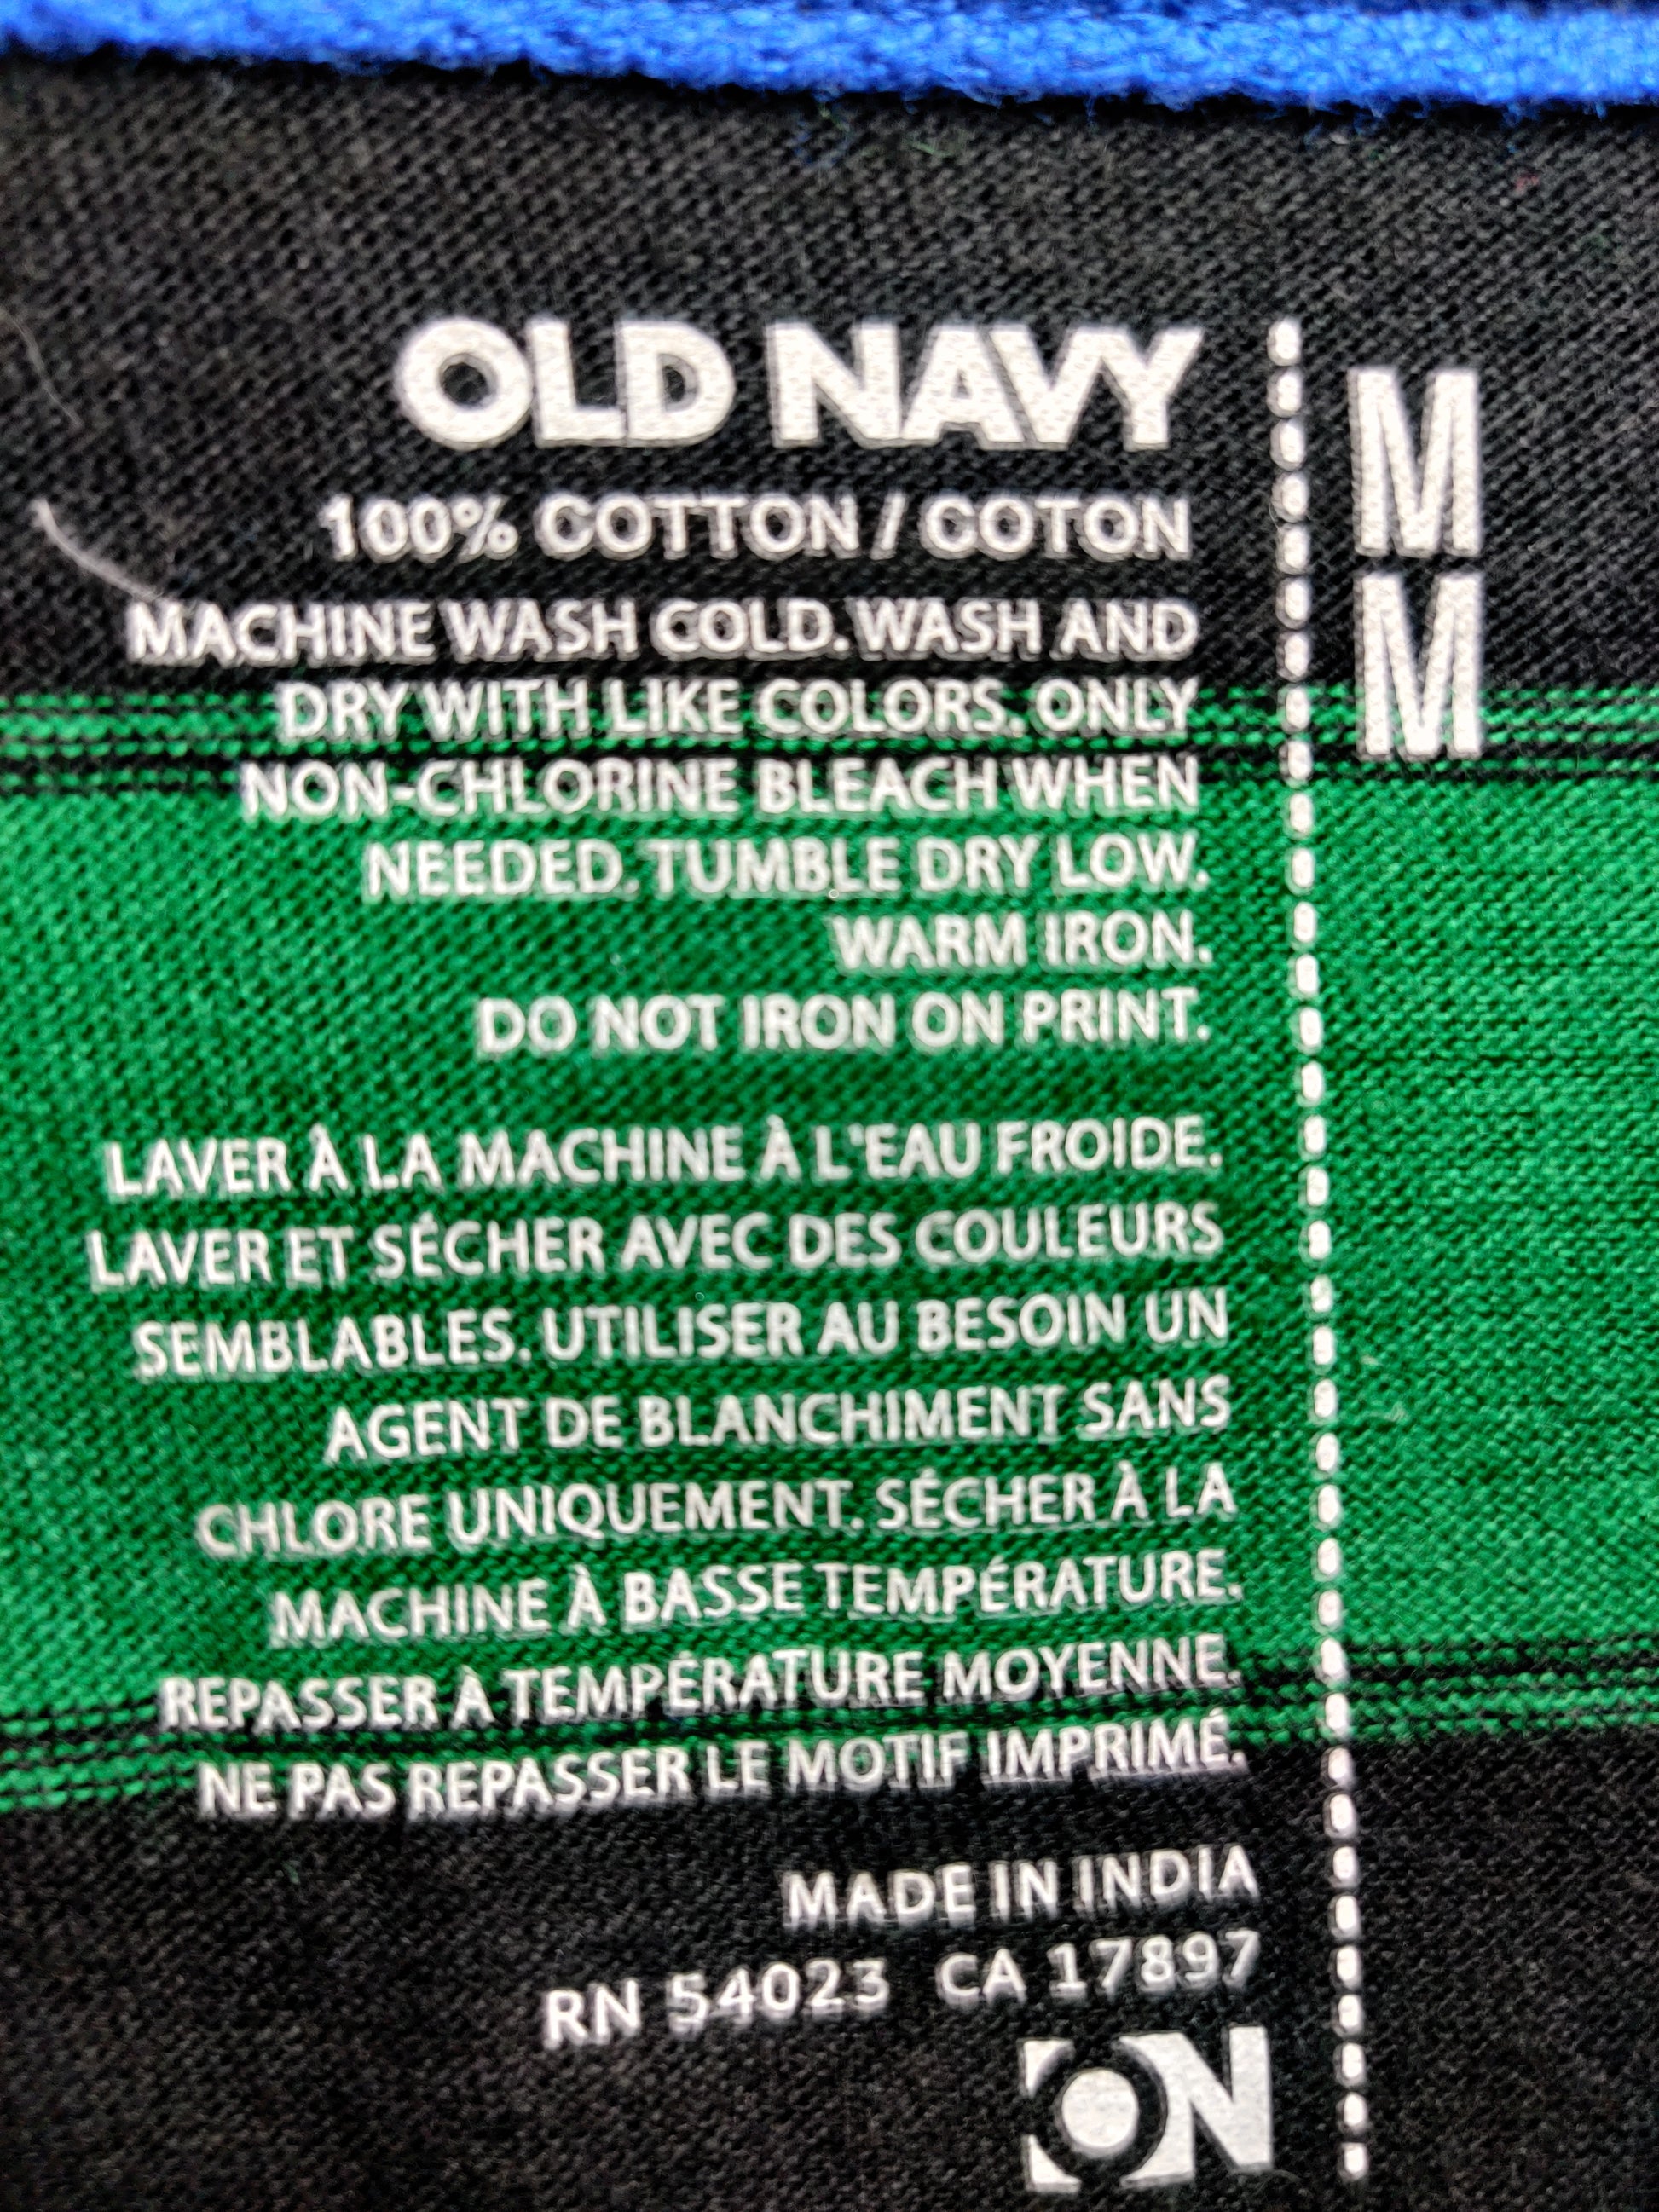 OLD NAVY
100% COTTON / COTON
MACHINE WASH COLD. WASH AND
DRY WITH LIKE COLORS. ONLY
NON-CHLORINE BLEACH WHEN
NEEDED. TUMBLE DRY LOW.
WARM IRON.
DO NOT IRON ON PRINT.
LAVER À LA MACHINE À L'EAU FROIDE.
LAVER ET SÉCHER AVEC DES COULEURS
SEMBLABLES. UTILISER AU BESOIN UN
AGENT DE BLANCHIMENT SANS
CHLORE UNIQUEMENT. SÉCHER À LA
MACHINE À BASSE TEMPÉRATURE.
REPASSER À TEMPÉRATURE MOYENNE.
NE PAS REPASSER LE MOTIF IMPRIMÉ.
MADE IN INDIA
RN 54023 CA 17897
ON
M
M